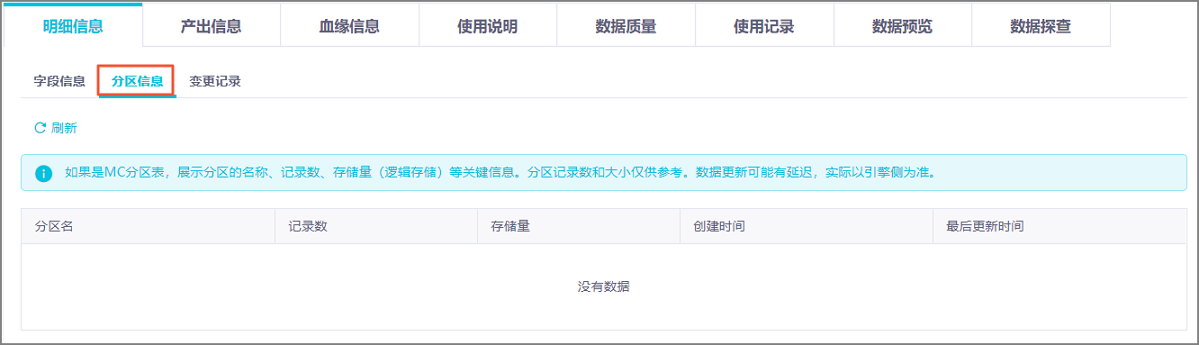 明细信息 产出信息 血缘信息 使用说明 数据质量 使用记录 数据预览 数据探查
字段信息 分区信息 变更记录
刷新
如果是MC分区表，展示分区的名称、记录数、存储量（逻辑存储）等关键信息。分区记录数和大小仅供参考。数据更新可能有延迟，实际以引擎侧为准。
分区名 记录数 存储量 创建时间 最后更新时间
没有数据